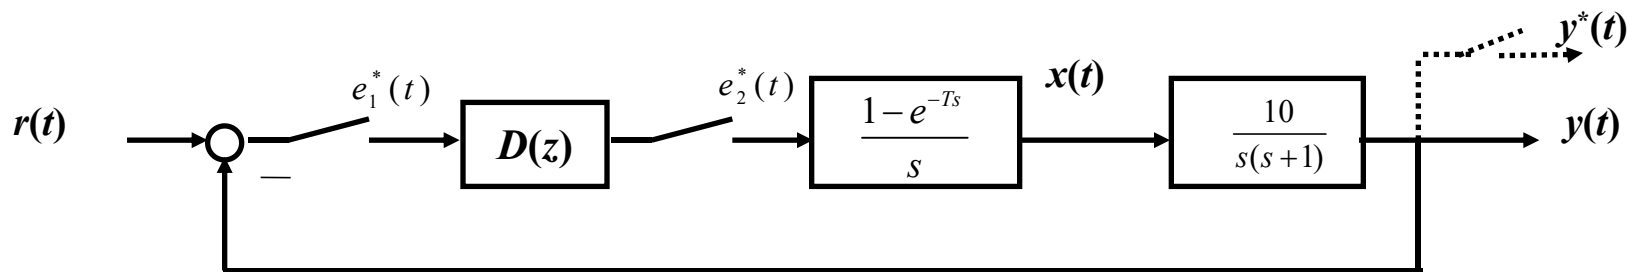 r(t)
—
e₁*(t)
D(z)
e₂*(t)
1 − e^{−Ts}
s
x(t)
10
s(s+1)
y*(t)
y(t)